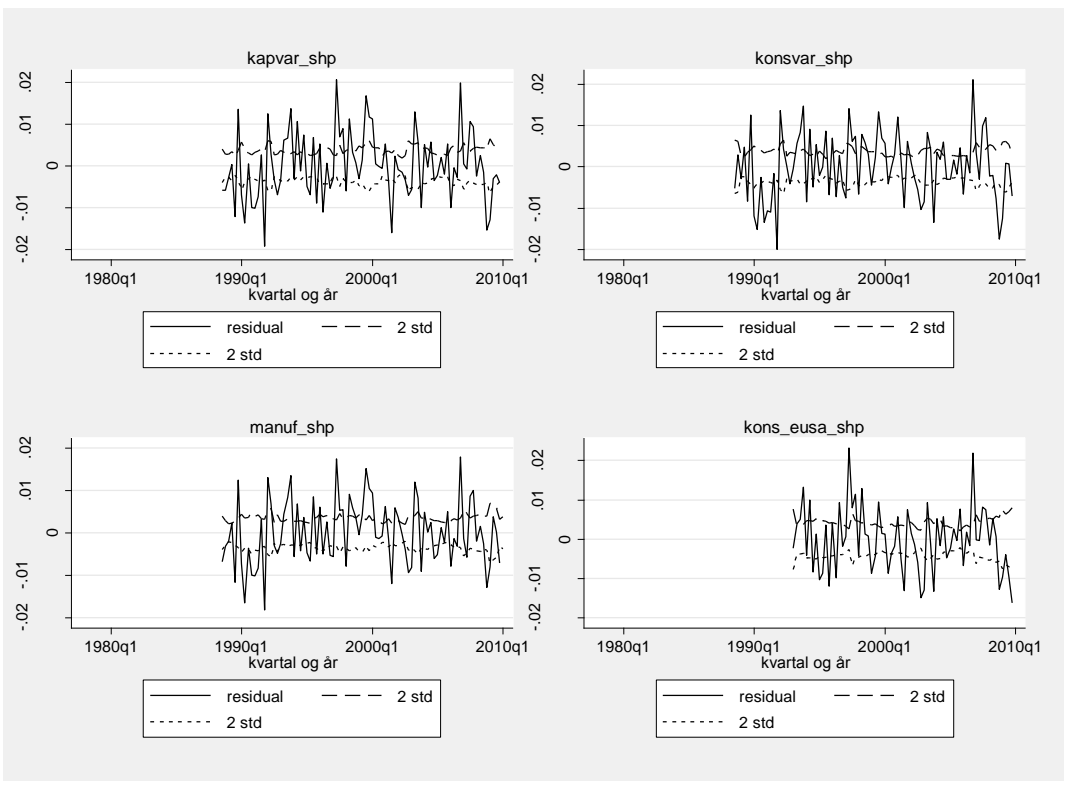 kapvar_shp
.02
.01
0
-.01
-.02
1980q1 1990q1 2000q1 2010q1
kvartal og år
residual 2 std
2 std
konsvar_shp
.02
.01
0
-.01
-.02
1980q1 1990q1 2000q1 2010q1
kvartal og år
residual 2 std
2 std
manuf_shp
.02
.01
0
-.01
-.02
1980q1 1990q1 2000q1 2010q1
kvartal og år
residual 2 std
2 std
kons_eusa_shp
.02
.01
0
-.01
-.02
1980q1 1990q1 2000q1 2010q1
kvartal og år
residual 2 std
2 std